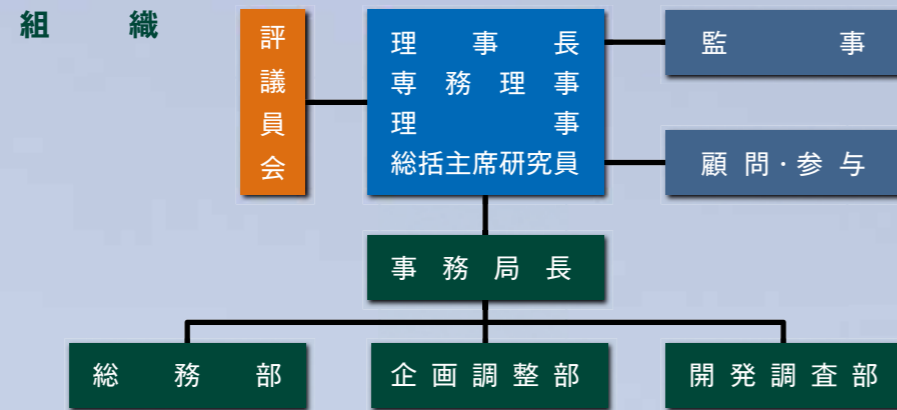 組織
評議員会
理事長
専務理事
理事
総括主席研究員
監事
顧問・参与
事務局長
総務部
企画調整部
開発調査部